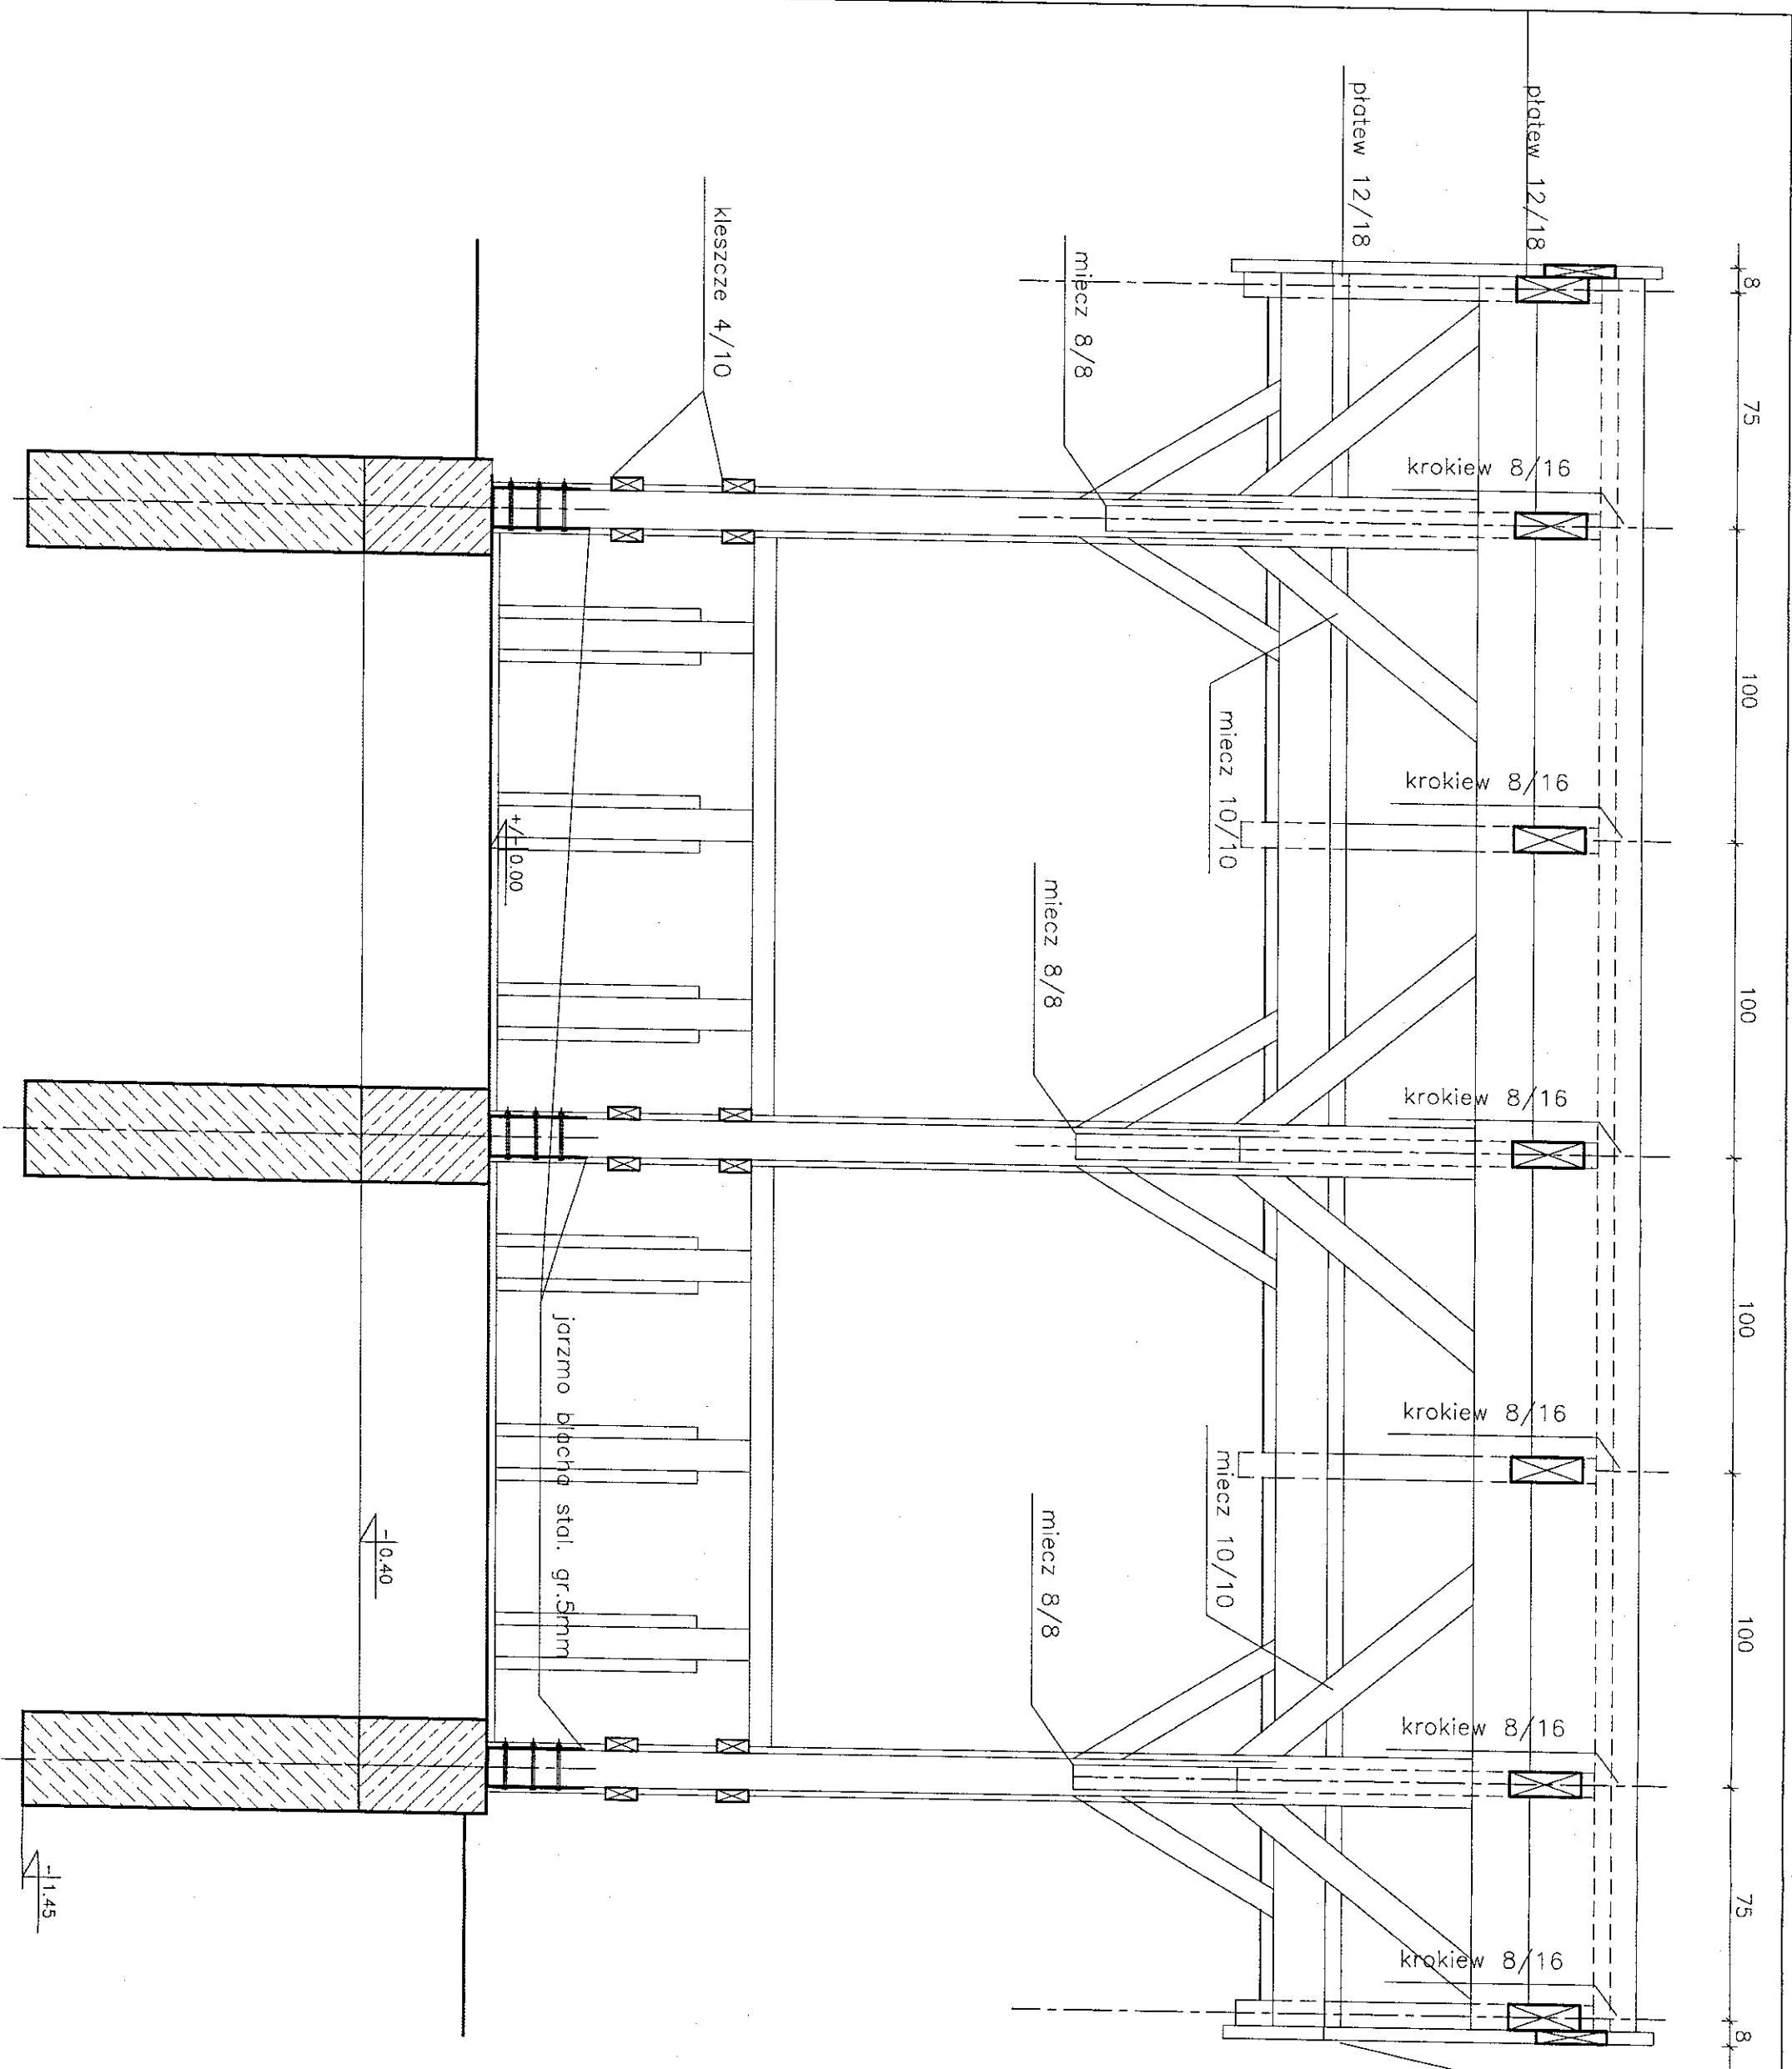 płatew 12/18
płatew 12/18
kleszcze 4/10
miecz 8/8
krokiew 8/16
krokiew 8/16
krokiew 8/16
krokiew 8/16
krokiew 8/16
krokiew 8/16
miecz 10/10
miecz 8/8
miecz 10/10
miecz 8/8
jarzmo blacha stal. gr.5mm
+/-0.00
-0.40
-1.45
8
75
100
100
100
100
75
8